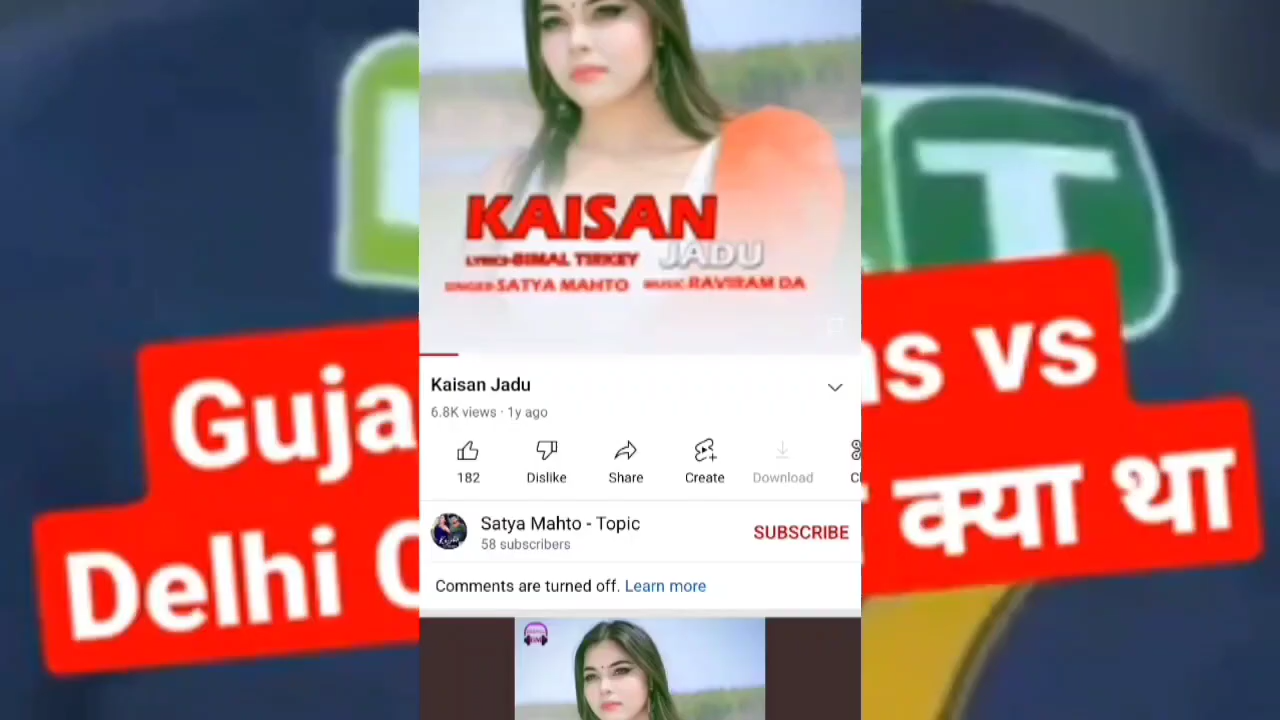 KAISAN
JADU
LYRICS-BIMAL TIRKEY
SINGER-SATYA MAHTO MUSIC-RAVIRAM DA
Kaisan Jadu
6.8K views · 1y ago
182 Dislike Share Create Download
Satya Mahto - Topic
58 subscribers
SUBSCRIBE
Comments are turned off. Learn more
T
Guja
ns vs
Delhi C
क्या था